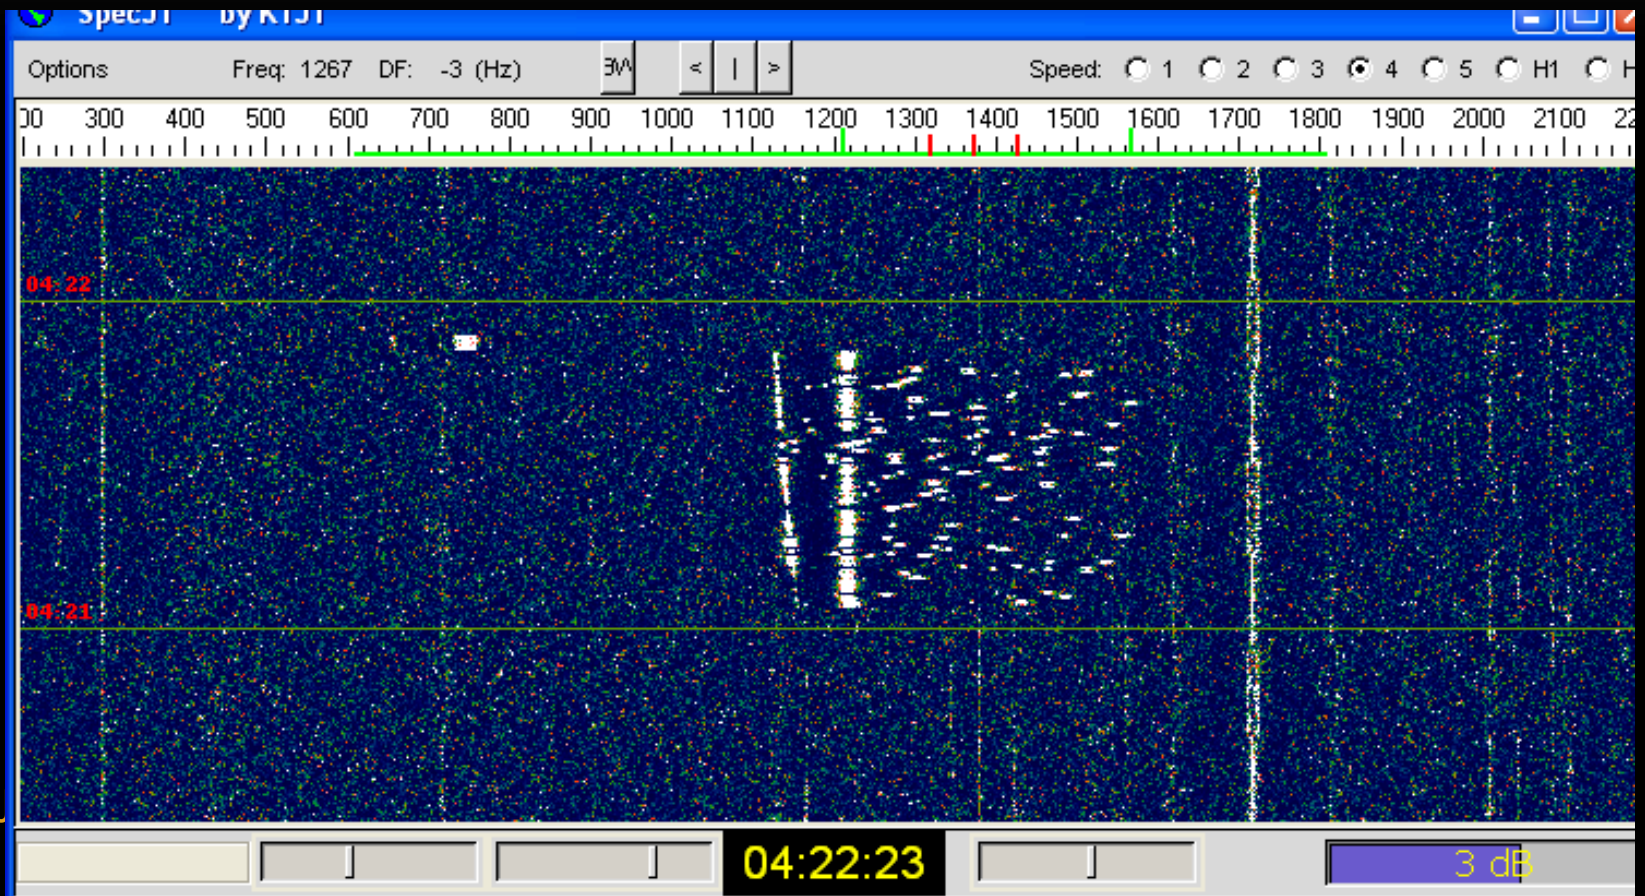 SpecJT by K1JT
Options Freq: 1267 DF: -3 (Hz) < | > Speed: 1 2 3 4 5 H1 H
00 300 400 500 600 700 800 900 1000 1100 1200 1300 1400 1500 1600 1700 1800 1900 2000 2100 22
04:22
04:21
04:22:23 3 dB